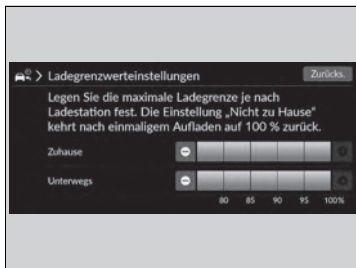 Ladegrenzwerteinstellungen
Zurücks.
Legen Sie die maximale Ladegrenze je nach
Ladestation fest. Die Einstellung „Nicht zu Hause“
kehrt nach einmaligem Aufladen auf 100 % zurück.
Zuhause
Unterwegs
80 85 90 95 100%